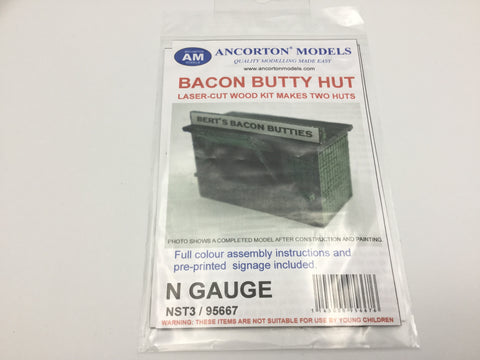 ANCORTON MODELS
AM
ANCORTON® MODELS
QUALITY MODELLING MADE EASY
www.ancortonmodels.com
BACON BUTTY HUT
LASER-CUT WOOD KIT MAKES TWO HUTS
BERT'S BACON BUTTIES
PHOTO SHOWS A COMPLETED MODEL AFTER CONSTRUCTION AND PAINTING
Full colour assembly instructions and
pre-printed signage included.
N GAUGE
NST3 / 95667
WARNING: THESE ITEMS ARE NOT SUITABLE FOR USE BY YOUNG CHILDREN